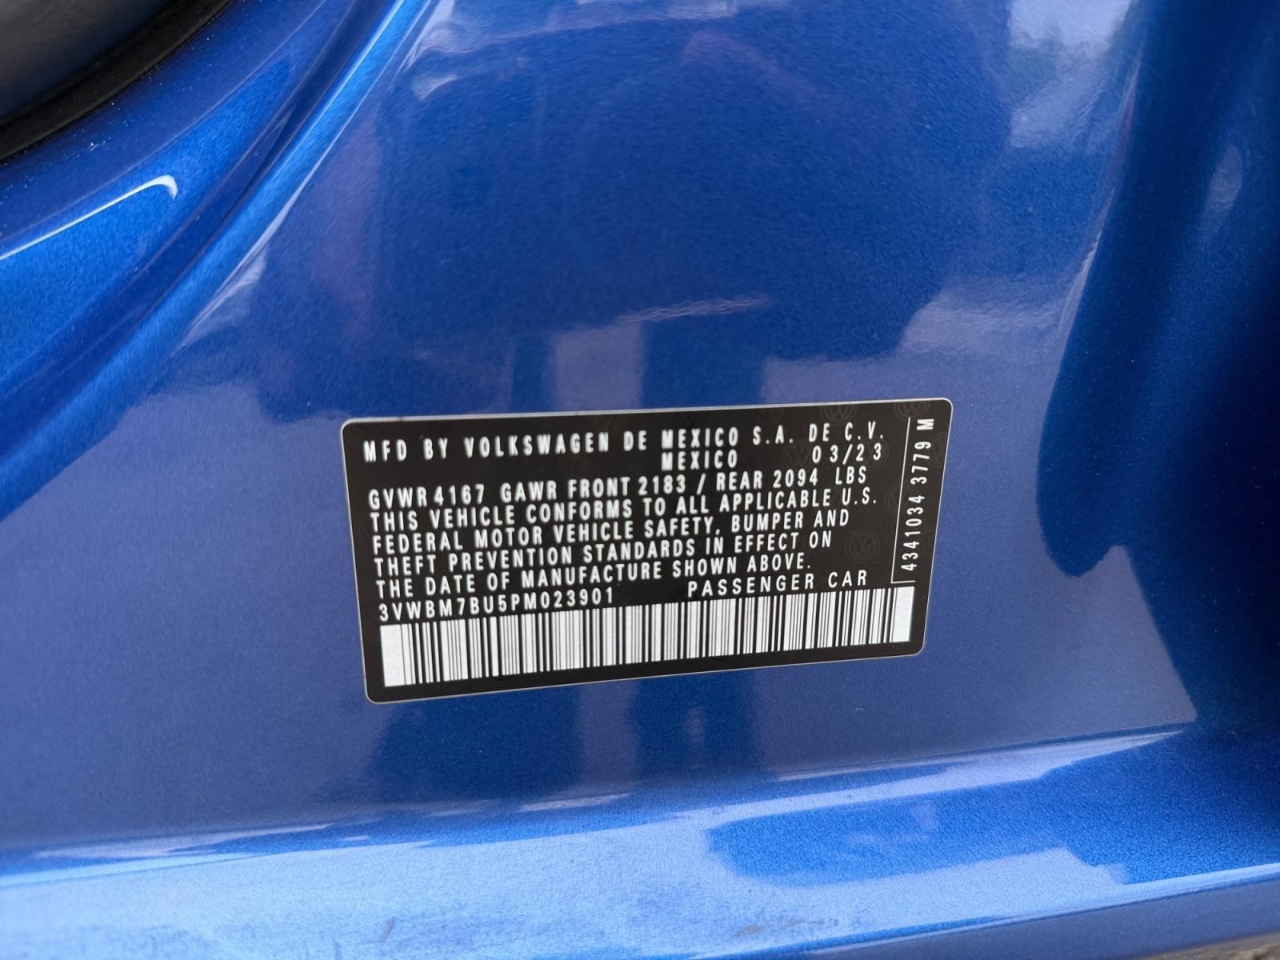 MFD BY VOLKSWAGEN DE MEXICO S.A. DE C.V.
MEXICO 03/23
GVWR 4167 GAWR FRONT 2183 / REAR 2094 LBS
THIS VEHICLE CONFORMS TO ALL APPLICABLE U.S.
FEDERAL MOTOR VEHICLE SAFETY, BUMPER AND
THEFT PREVENTION STANDARDS IN EFFECT ON
THE DATE OF MANUFACTURE SHOWN ABOVE.
3VWBM7BU5PM023901 PASSENGER CAR
4341034 3779 M